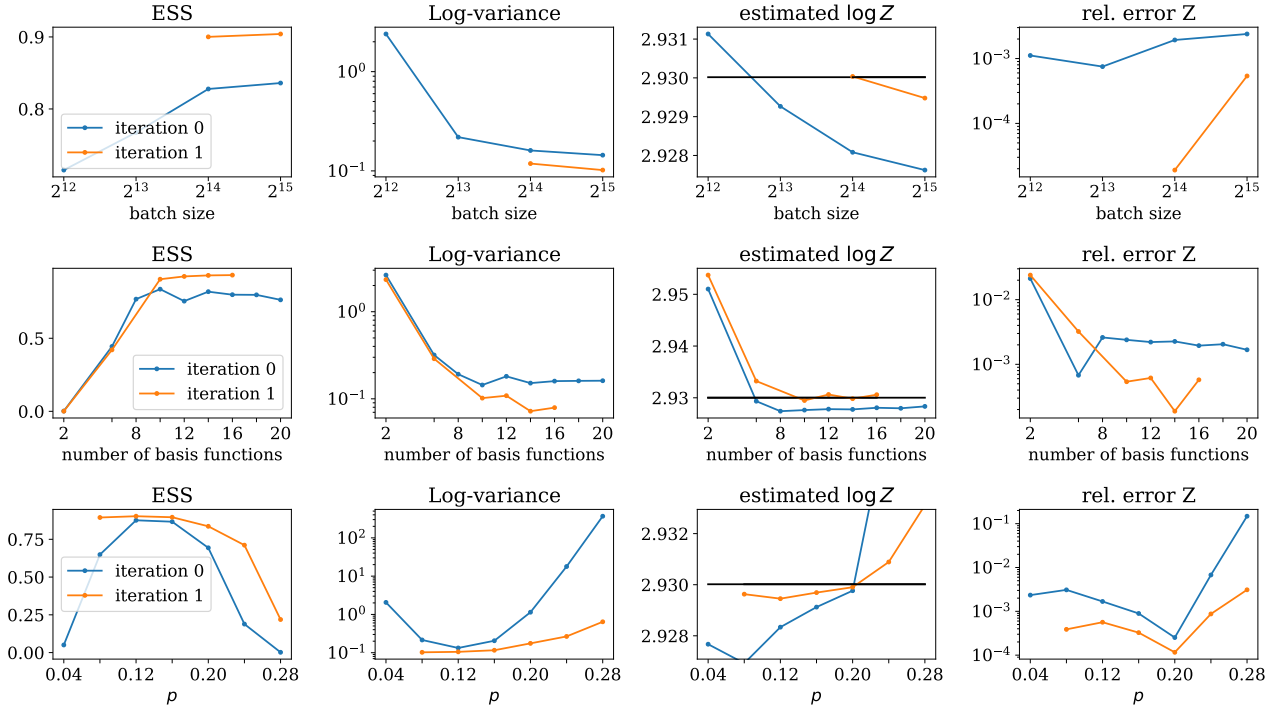 ESS
Log-variance
estimated log Z
rel. error Z
0.9
0.8
iteration 0
iteration 1
2^12 2^13 2^14 2^15
batch size
10^0
10^-1
2^12 2^13 2^14 2^15
batch size
2.931
2.930
2.929
2.928
2^12 2^13 2^14 2^15
batch size
10^-3
10^-4
2^12 2^13 2^14 2^15
batch size
ESS
Log-variance
estimated log Z
rel. error Z
0.5
0.0
iteration 0
iteration 1
2 8 12 16 20
number of basis functions
10^0
10^-1
2 8 12 16 20
number of basis functions
2.95
2.94
2.93
2 8 12 16 20
number of basis functions
10^-2
10^-3
2 8 12 16 20
number of basis functions
ESS
Log-variance
estimated log Z
rel. error Z
0.75
0.50
0.25
0.00
iteration 0
iteration 1
0.04 0.12 0.20 0.28
p
10^2
10^1
10^0
10^-1
0.04 0.12 0.20 0.28
p
2.932
2.930
2.928
0.04 0.12 0.20 0.28
p
10^-1
10^-2
10^-3
10^-4
0.04 0.12 0.20 0.28
p